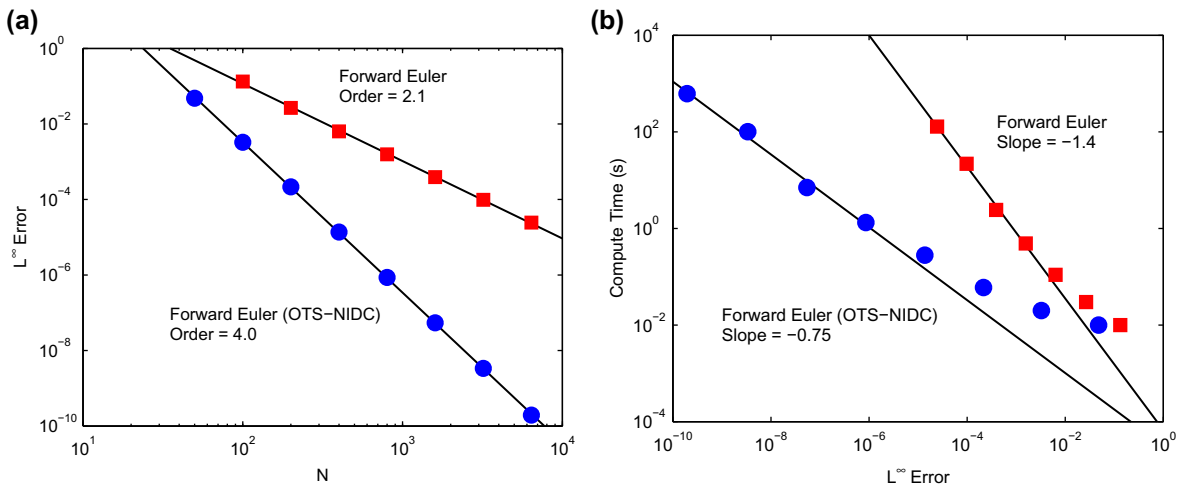 (a)
10^0
10^−2
10^−4
10^−6
10^−8
10^−10
L^∞ Error
Forward Euler
Order = 2.1
Forward Euler (OTS−NIDC)
Order = 4.0
10^1
10^2
10^3
10^4
N
(b)
10^4
10^2
10^0
10^−2
10^−4
Compute Time (s)
Forward Euler
Slope = −1.4
Forward Euler (OTS−NIDC)
Slope = −0.75
10^−10
10^−8
10^−6
10^−4
10^−2
10^0
L^∞ Error